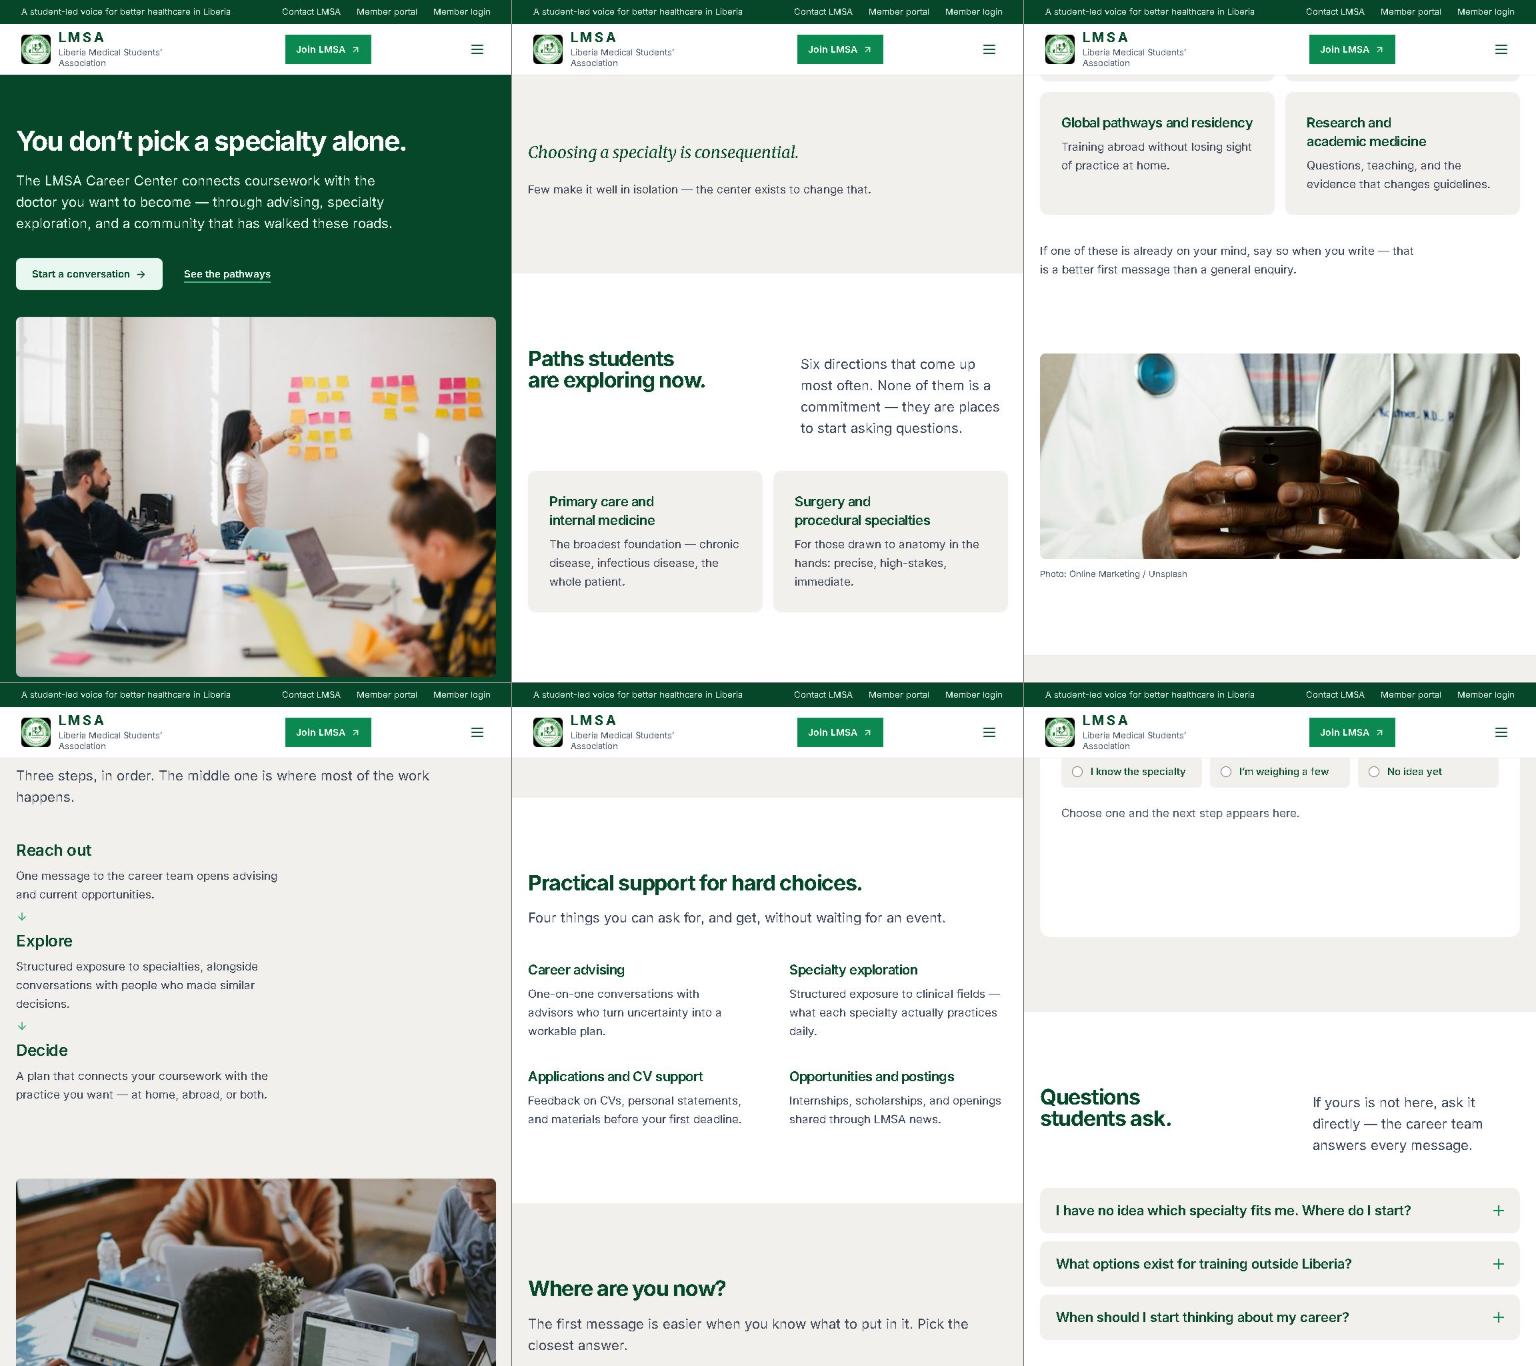 A student-led voice for better healthcare in Liberia
Contact LMSA
Member portal
Member login
LMSA
Liberia Medical Students'
Association
Join LMSA
You don't pick a specialty alone.
The LMSA Career Center connects coursework with the
doctor you want to become — through advising, specialty
exploration, and a community that has walked these roads.
Start a conversation →
See the pathways
A student-led voice for better healthcare in Liberia
Contact LMSA
Member portal
Member login
LMSA
Liberia Medical Students'
Association
Join LMSA
Choosing a specialty is consequential.
Few make it well in isolation — the center exists to change that.
Paths students
are exploring now.
Six directions that come up
most often. None of them is a
commitment — they are places
to start asking questions.
Primary care and
internal medicine
The broadest foundation — chronic
disease, infectious disease, the
whole patient.
Surgery and
procedural specialties
For those drawn to anatomy in the
hands: precise, high-stakes,
immediate.
A student-led voice for better healthcare in Liberia
Contact LMSA
Member portal
Member login
LMSA
Liberia Medical Students'
Association
Join LMSA
Global pathways and residency
Training abroad without losing sight
of practice at home.
Research and
academic medicine
Questions, teaching, and the
evidence that changes guidelines.
If one of these is already on your mind, say so when you write — that
is a better first message than a general enquiry.
Photo: Online Marketing / Unsplash
A student-led voice for better healthcare in Liberia
Contact LMSA
Member portal
Member login
LMSA
Liberia Medical Students'
Association
Join LMSA
Three steps, in order. The middle one is where most of the work
happens.
Reach out
One message to the career team opens advising
and current opportunities.
Explore
Structured exposure to specialties, alongside
conversations with people who made similar
decisions.
Decide
A plan that connects your coursework with the
practice you want — at home, abroad, or both.
A student-led voice for better healthcare in Liberia
Contact LMSA
Member portal
Member login
LMSA
Liberia Medical Students'
Association
Join LMSA
Practical support for hard choices.
Four things you can ask for, and get, without waiting for an event.
Career advising
One-on-one conversations with
advisors who turn uncertainty into a
workable plan.
Specialty exploration
Structured exposure to clinical fields —
what each specialty actually practices
daily.
Applications and CV support
Feedback on CVs, personal statements,
and materials before your first deadline.
Opportunities and postings
Internships, scholarships, and openings
shared through LMSA news.
Where are you now?
The first message is easier when you know what to put in it. Pick the
closest answer.
A student-led voice for better healthcare in Liberia
Contact LMSA
Member portal
Member login
LMSA
Liberia Medical Students'
Association
Join LMSA
I know the specialty
I'm weighing a few
No idea yet
Choose one and the next step appears here.
Questions
students ask.
If yours is not here, ask it
directly — the career team
answers every message.
I have no idea which specialty fits me. Where do I start?
What options exist for training outside Liberia?
When should I start thinking about my career?